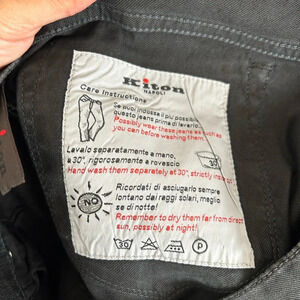 Kiton
NAPOLI
Care Instructions
Se puoi indossa il più possibile
questo jeans prima di lavarlo.
Possibly wear these jeans as much as
you can before washing them.
Lavalo separatamente a mano,
a 30°, rigorosamente a rovescio
30°
Hand wash them separately at 30°, strictly inside
NO
Ricordati di asciugarlo sempre
lontano dai raggi solari, meglio
se di notte!
Remember to dry them far from direct
sun, possibly at night!
30 P